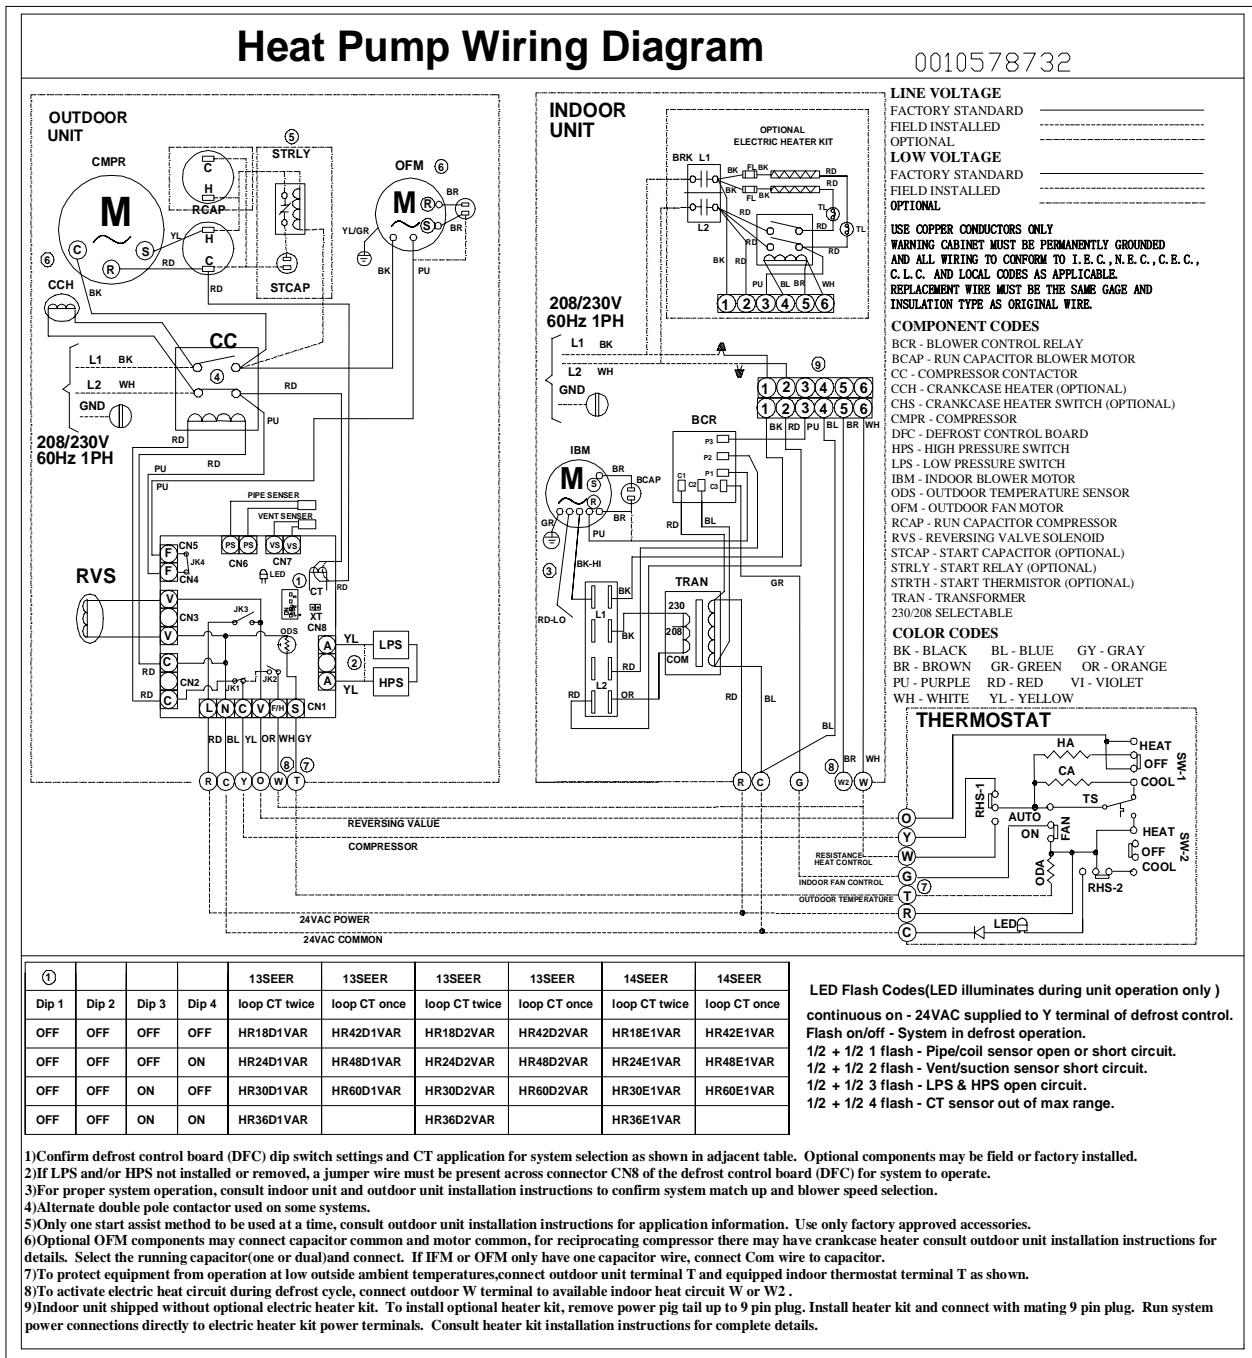 Heat Pump Wiring Diagram
0010578732
OUTDOOR
UNIT
CMPR
M
C
S
R
C
H
RCAP
H
C
YL
RD
BK
RD
5
STRLY
STCAP
OFM
6
M
R
S
BR
BR
YL/GR
BK
PU
6
CCH
CC
4
L1 BK
L2 WH
GND
208/230V
60Hz 1PH
RD
PU
RD
RD
PU
PU
PIPE SENSER
VENT SENSER
PS PS VS VS
CN6 CN7
F
F
CN5
JK4
CN4
LED
1
CT
RD
XT
CN8
RVS
V
CN3
V
JK3
ODS
A
A
YL
YL
2
LPS
HPS
C
CN2
C
RD
RD
JK1
JK2
L N C V F/H S CN1
RD BL YL OR WH GY
8 7
R C Y O W T
INDOOR
UNIT
OPTIONAL
ELECTRIC HEATER KIT
BRK L1
L2
BK FL BK RD
BK FL BK RD
TL
TL
RD
RD
RD
RD
BK
RD
PU BL BR WH
1 2 3 4 5 6
208/230V
60Hz 1PH
L1 BK
L2 WH
GND
9
1 2 3 4 5 6
1 2 3 4 5 6
BK RD PU BL BR WH
BCR
P3
P2
P1
C1 C2 C3
IBM
M
S
R
BR
BR
BCAP
GR
PU
3
BK-HI
RD-LO
RD BL
GR
BK
L1
BK
RD
L2
OR
RD
TRAN
230
208
COM
RD
BL
BL
BR WH
8
R C G W2 W
REVERSING VALUE
COMPRESSOR
RESISTANCE
HEAT CONTROL
INDOOR FAN CONTROL
OUTDOOR TEMPERATURE
24VAC POWER
24VAC COMMON
LINE VOLTAGE
FACTORY STANDARD
FIELD INSTALLED
OPTIONAL
LOW VOLTAGE
FACTORY STANDARD
FIELD INSTALLED
OPTIONAL
USE COPPER CONDUCTORS ONLY
WARNING CABINET MUST BE PERMANENTLY GROUNDED
AND ALL WIRING TO CONFORM TO I.E.C.,N.E.C.,C.E.C.,
C.L.C. AND LOCAL CODES AS APPLICABLE.
REPLACEMENT WIRE MUST BE THE SAME GAGE AND
INSULATION TYPE AS ORIGINAL WIRE.
COMPONENT CODES
BCR - BLOWER CONTROL RELAY
BCAP - RUN CAPACITOR BLOWER MOTOR
CC - COMPRESSOR CONTACTOR
CCH - CRANKCASE HEATER (OPTIONAL)
CHS - CRANKCASE HEATER SWITCH (OPTIONAL)
CMPR - COMPRESSOR
DFC - DEFROST CONTROL BOARD
HPS - HIGH PRESSURE SWITCH
LPS - LOW PRESSURE SWITCH
IBM - INDOOR BLOWER MOTOR
ODS - OUTDOOR TEMPERATURE SENSOR
OFM - OUTDOOR FAN MOTOR
RCAP - RUN CAPACITOR COMPRESSOR
RVS - REVERSING VALVE SOLENOID
STCAP - START CAPACITOR (OPTIONAL)
STRLY - START RELAY (OPTIONAL)
STRTH - START THERMISTOR (OPTIONAL)
TRAN - TRANSFORMER
230/208 SELECTABLE
COLOR CODES
BK - BLACK BL - BLUE GY - GRAY
BR - BROWN GR- GREEN OR - ORANGE
PU - PURPLE RD - RED VI - VIOLET
WH - WHITE YL - YELLOW
THERMOSTAT
HA
CA
TS
HEAT
OFF
COOL
SW-1
RHS-1
AUTO
ON
FAN
HEAT
OFF
COOL
SW-2
ODA
RHS-2
LED
O
Y
W
G
T
R
C
7
1 13SEER 13SEER 13SEER 13SEER 14SEER 14SEER
Dip 1 Dip 2 Dip 3 Dip 4 loop CT twice loop CT once loop CT twice loop CT once loop CT twice loop CT once
OFF OFF OFF OFF HR18D1VAR HR42D1VAR HR18D2VAR HR42D2VAR HR18E1VAR HR42E1VAR
OFF OFF OFF ON HR24D1VAR HR48D1VAR HR24D2VAR HR48D2VAR HR24E1VAR HR48E1VAR
OFF OFF ON OFF HR30D1VAR HR60D1VAR HR30D2VAR HR60D2VAR HR30E1VAR HR60E1VAR
OFF OFF ON ON HR36D1VAR HR36D2VAR HR36E1VAR
LED Flash Codes(LED illuminates during unit operation only )
continuous on - 24VAC supplied to Y terminal of defrost control.
Flash on/off - System in defrost operation.
1/2 + 1/2 1 flash - Pipe/coil sensor open or short circuit.
1/2 + 1/2 2 flash - Vent/suction sensor short circuit.
1/2 + 1/2 3 flash - LPS & HPS open circuit.
1/2 + 1/2 4 flash - CT sensor out of max range.
1)Confirm defrost control board (DFC) dip switch settings and CT application for system selection as shown in adjacent table. Optional components may be field or factory installed.
2)If LPS and/or HPS not installed or removed, a jumper wire must be present across connector CN8 of the defrost control board (DFC) for system to operate.
3)For proper system operation, consult indoor unit and outdoor unit installation instructions to confirm system match up and blower speed selection.
4)Alternate double pole contactor used on some systems.
5)Only one start assist method to be used at a time, consult outdoor unit installation instructions for application information. Use only factory approved accessories.
6)Optional OFM components may connect capacitor common and motor common, for reciprocating compressor there may have crankcase heater consult outdoor unit installation instructions for
details. Select the running capacitor(one or dual)and connect. If IFM or OFM only have one capacitor wire, connect Com wire to capacitor.
7)To protect equipment from operation at low outside ambient temperatures,connect outdoor unit terminal T and equipped indoor thermostat terminal T as shown.
8)To activate electric heat circuit during defrost cycle, connect outdoor W terminal to available indoor heat circuit W or W2 .
9)Indoor unit shipped without optional electric heater kit. To install optional heater kit, remove power pig tail up to 9 pin plug. Install heater kit and connect with mating 9 pin plug. Run system
power connections directly to electric heater kit power terminals. Consult heater kit installation instructions for complete details.